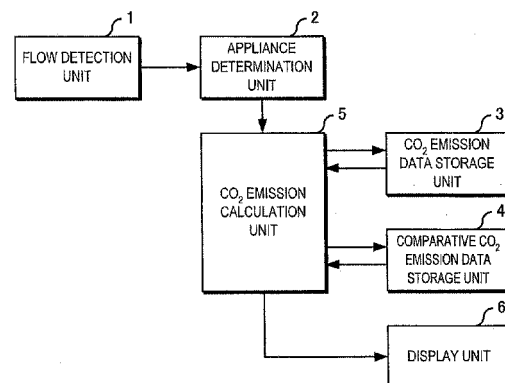 1
FLOW DETECTION
UNIT
2
APPLIANCE
DETERMINATION
UNIT
5
CO₂ EMISSION
CALCULATION
UNIT
3
CO₂ EMISSION
DATA STORAGE
UNIT
4
COMPARATIVE CO₂
EMISSION DATA
STORAGE UNIT
6
DISPLAY UNIT